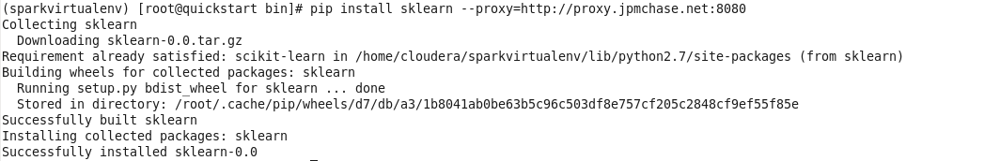 (sparkvirtualenv) [root@quickstart bin]# pip install sklearn --proxy=http://proxy.jpmchase.net:8080
Collecting sklearn
  Downloading sklearn-0.0.tar.gz
Requirement already satisfied: scikit-learn in /home/cloudera/sparkvirtualenv/lib/python2.7/site-packages (from sklearn)
Building wheels for collected packages: sklearn
  Running setup.py bdist_wheel for sklearn ... done
  Stored in directory: /root/.cache/pip/wheels/d7/db/a3/1b8041ab0be63b5c96c503df8e757cf205c2848cf9ef55f85e
Successfully built sklearn
Installing collected packages: sklearn
Successfully installed sklearn-0.0